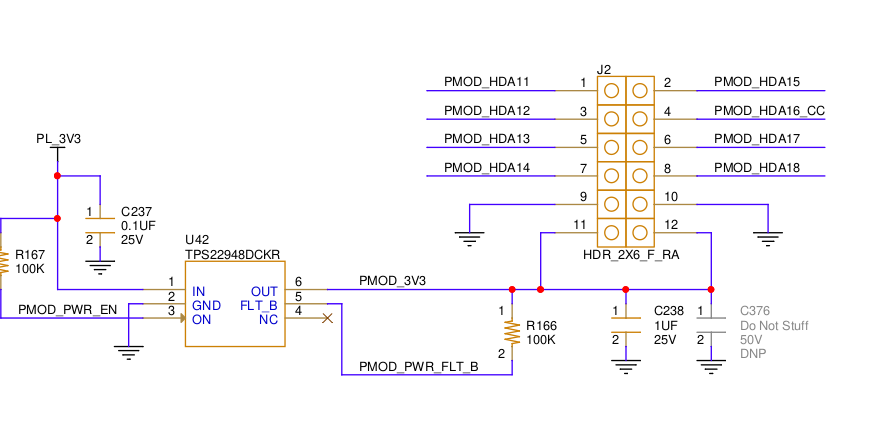 J2
PMOD_HDA11 1 2 PMOD_HDA15
PMOD_HDA12 3 4 PMOD_HDA16_CC
PMOD_HDA13 5 6 PMOD_HDA17
PMOD_HDA14 7 8 PMOD_HDA18
9 10
11 12
HDR_2X6_F_RA
PL_3V3
1 C237
0.1UF
2 25V
R167
100K
U42
TPS22948DCKR
1 IN OUT 6 PMOD_3V3
2 GND FLT_B 5
PMOD_PWR_EN 3 ON NC 4
PMOD_PWR_FLT_B
1
R166
100K
2
1 C238
1UF
2 25V
1 C376
Do Not Stuff
2 50V
DNP